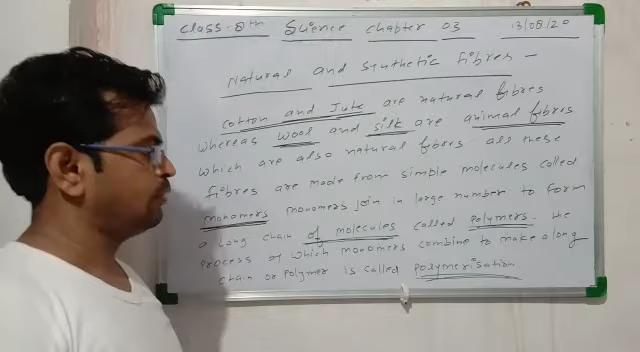 Class-8th Science chapter 03 13/08/20
Natural and synthetic fibres -
cotton and Jute are natural fibres
whereas wool and silk are animal fibres
which are also natural fibers all these
fibres are made from simple molecules called
monomers monomers join in large number to form
a long chain of molecules called polymers. the
process of which monomers combine to make a long
chain or polymer is called polymerisation